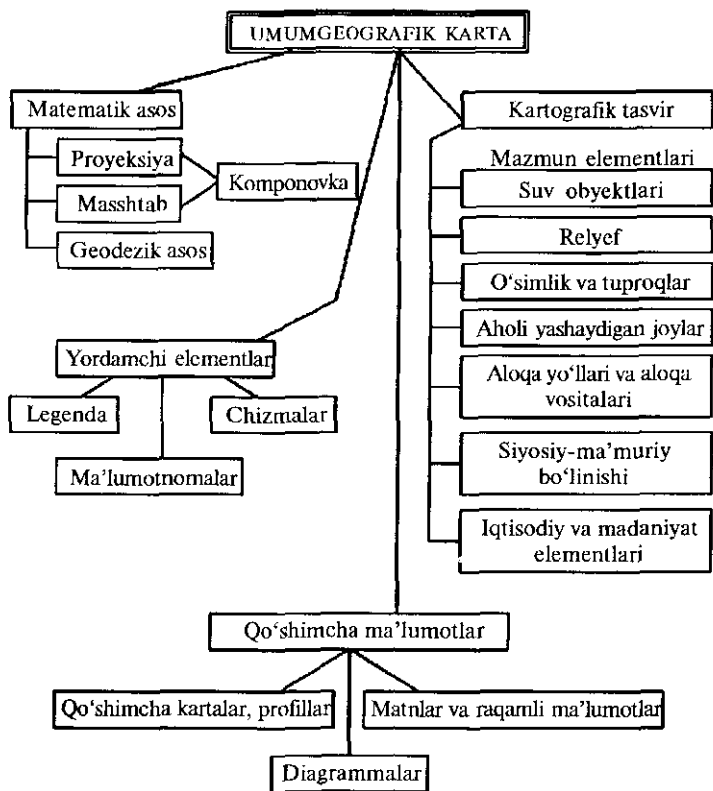 UMUMGEOGRAFIK KARTA
Matematik asos
Proyeksiya
Masshtab
Komponovka
Geodezik asos
Kartografik tasvir
Mazmun elementlari
Suv obyektlari
Relyef
O‘simlik va tuproqlar
Aholi yashaydigan joylar
Aloqa yo‘llari va aloqa
vositalari
Siyosiy-ma’muriy
bo‘linishi
Iqtisodiy va madaniyat
elementlari
Yordamchi elementlar
Legenda
Chizmalar
Ma’lumotnomalar
Qo‘shimcha ma’lumotlar
Qo‘shimcha kartalar, profillar
Matnlar va raqamli ma’lumotlar
Diagrammalar